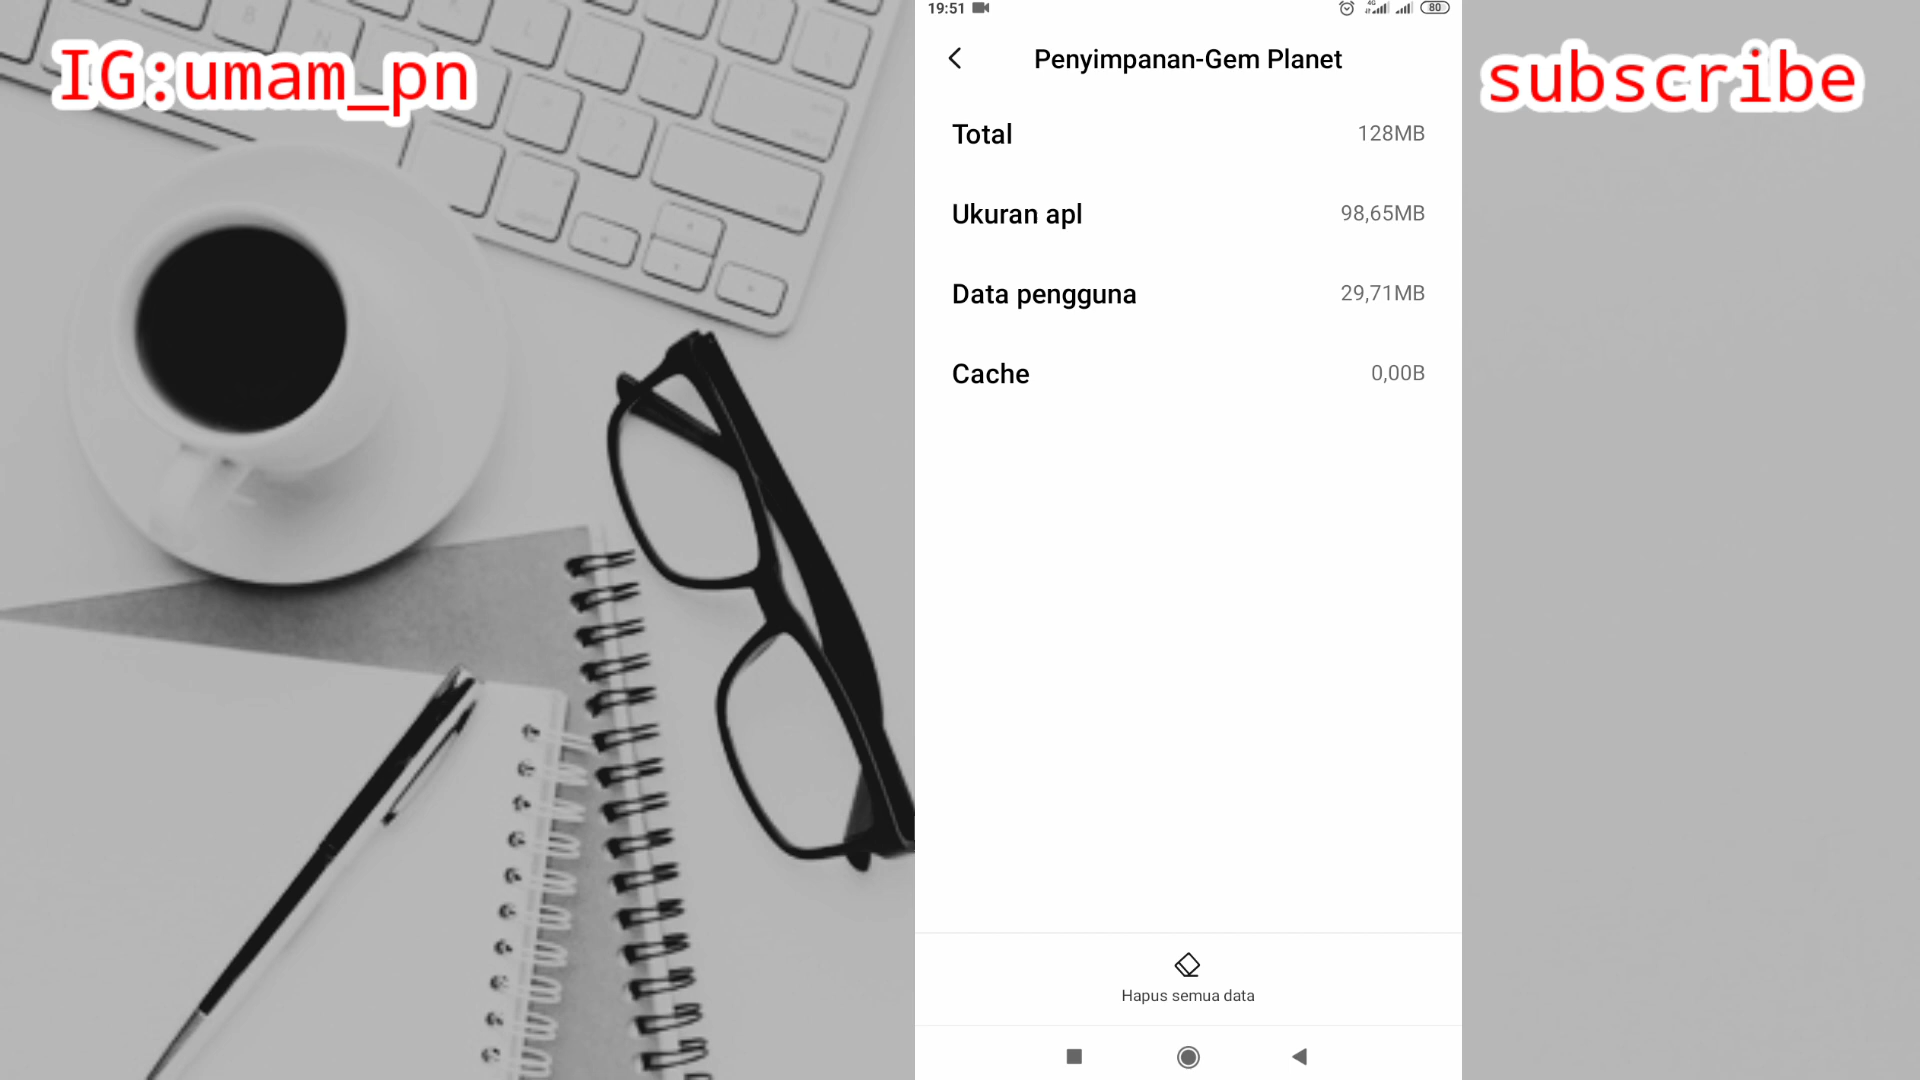 IG:umam_pn
19:51
4G
80
Penyimpanan-Gem Planet
Total 128MB
Ukuran apl 98,65MB
Data pengguna 29,71MB
Cache 0,00B
Hapus semua data
subscribe